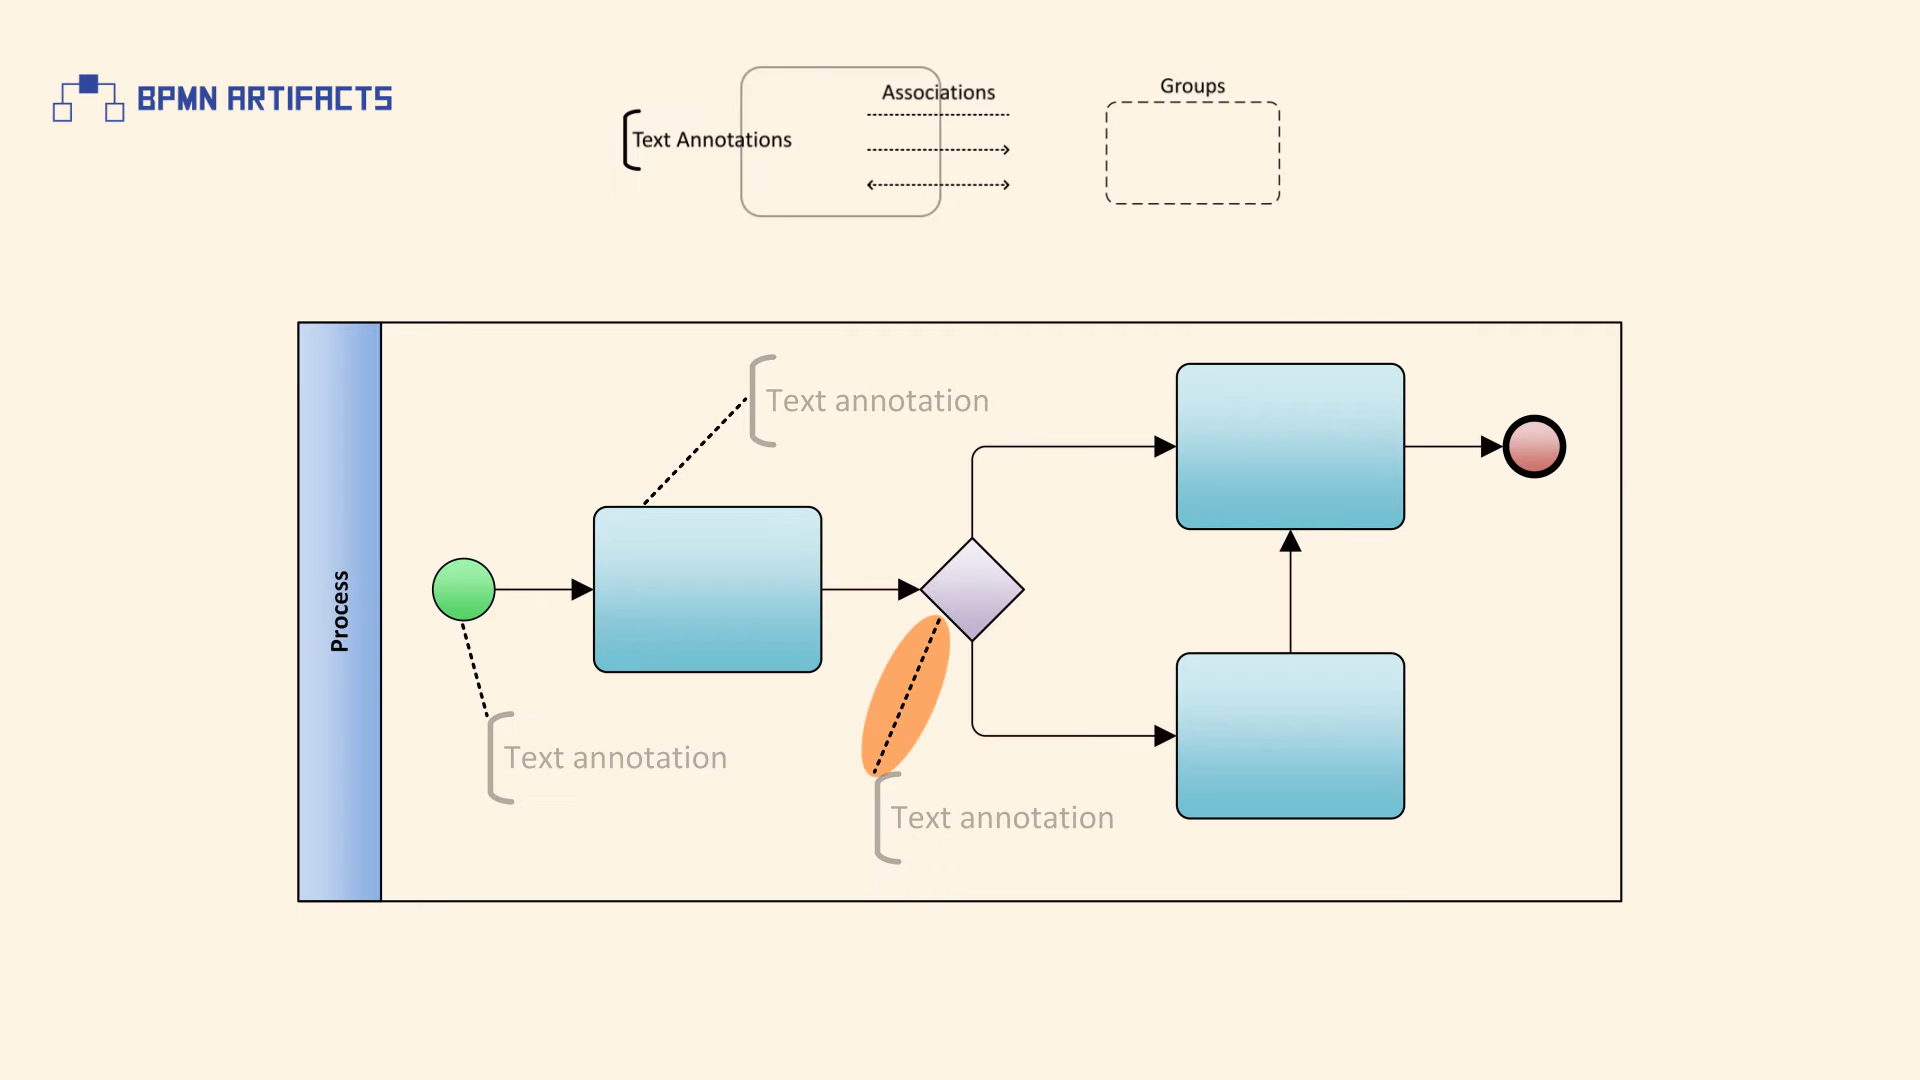 BPMN ARTIFACTS
Text Annotations
Associations
Groups
Process
Text annotation
Text annotation
Text annotation